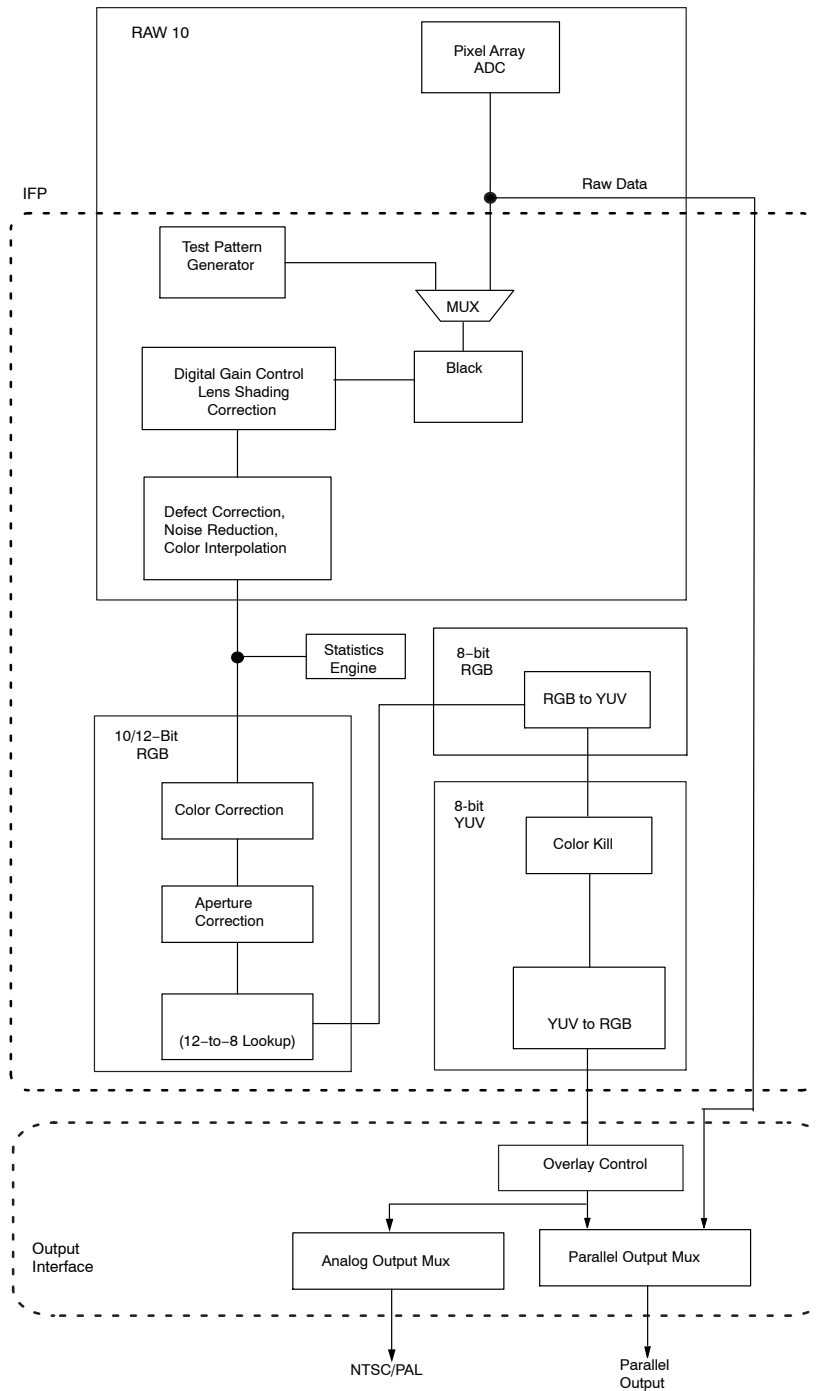 RAW 10
Pixel Array
ADC
Raw Data
IFP
Test Pattern
Generator
MUX
Black
Digital Gain Control
Lens Shading
Correction
Defect Correction,
Noise Reduction,
Color Interpolation
Statistics
Engine
8−bit
RGB
RGB to YUV
10/12−Bit
RGB
Color Correction
8-bit
YUV
Color Kill
Aperture
Correction
(12−to−8 Lookup)
YUV to RGB
Overlay Control
Output
Interface
Analog Output Mux
Parallel Output Mux
NTSC/PAL
Parallel
Output